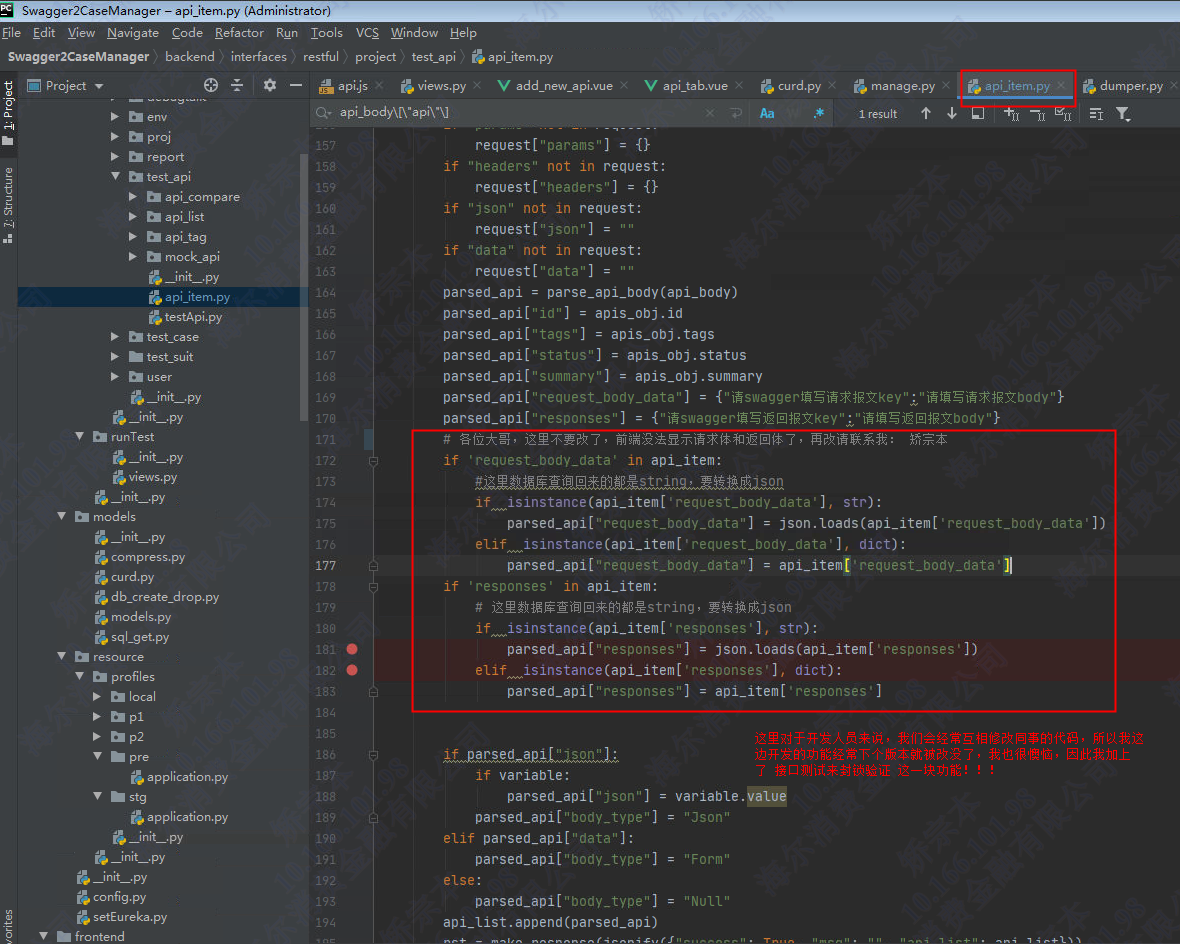 Swagger2CaseManager – api_item.py (Administrator)
File Edit View Navigate Code Refactor Run Tools VCS Window Help
Swagger2CaseManager backend interfaces restful project test_api api_item.py
Project
api.js views.py add_new_api.vue api_tab.vue curd.py manage.py api_item.py dumper.py
api_body\[\"api\"\]
Aa W .* 1 result
1: Project
7: Structure
env
proj
report
test_api
api_compare
api_list
api_tag
mock_api
__init__.py
api_item.py
testApi.py
test_case
test_suit
user
__init__.py
__init__.py
runTest
__init__.py
views.py
__init__.py
models
__init__.py
compress.py
curd.py
db_create_drop.py
models.py
sql_get.py
resource
profiles
local
p1
p2
pre
application.py
stg
application.py
__init__.py
__init__.py
__init__.py
config.py
setEureka.py
frontend
157 request["params"] = {}
158 if "headers" not in request:
159 request["headers"] = {}
160 if "json" not in request:
161 request["json"] = ""
162 if "data" not in request:
163 request["data"] = ""
164 parsed_api = parse_api_body(api_body)
165 parsed_api["id"] = apis_obj.id
166 parsed_api["tags"] = apis_obj.tags
167 parsed_api["status"] = apis_obj.status
168 parsed_api["summary"] = apis_obj.summary
169 parsed_api["request_body_data"] = {"请swagger填写请求报文key":"请填写请求报文body"}
170 parsed_api["responses"] = {"请swagger填写返回报文key":"请填写返回报文body"}
171 # 各位大哥，这里不要改了，前端没法显示请求体和返回体了，再改请联系我： 矫宗本
172 if 'request_body_data' in api_item:
173 #这里数据库查询回来的都是string，要转换成json
174 if  isinstance(api_item['request_body_data'], str):
175 parsed_api["request_body_data"] = json.loads(api_item['request_body_data'])
176 elif  isinstance(api_item['request_body_data'], dict):
177 parsed_api["request_body_data"] = api_item['request_body_data']
178 if 'responses' in api_item:
179 # 这里数据库查询回来的都是string，要转换成json
180 if  isinstance(api_item['responses'], str):
181 parsed_api["responses"] = json.loads(api_item['responses'])
182 elif  isinstance(api_item['responses'], dict):
183 parsed_api["responses"] = api_item['responses']
184
185
186 if parsed_api["json"]:
187 if variable:
188 parsed_api["json"] = variable.value
189 parsed_api["body_type"] = "Json"
190 elif parsed_api["data"]:
191 parsed_api["body_type"] = "Form"
192 else:
193 parsed_api["body_type"] = "Null"
194 api_list.append(parsed_api)
这里对于开发人员来说，我们会经常互相修改同事的代码，所以我这
边开发的功能经常下个版本就被改没了，我也很懊恼，因此我加上
了 接口测试来封锁验证 这一块功能！！！